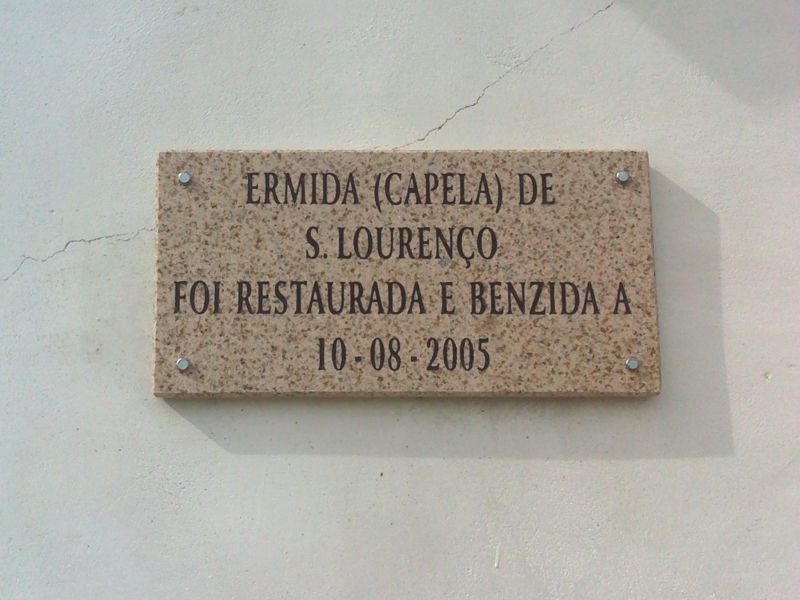 ERMIDA (CAPELA) DE
S. LOURENÇO
FOI RESTAURADA E BENZIDA A
10-08-2005